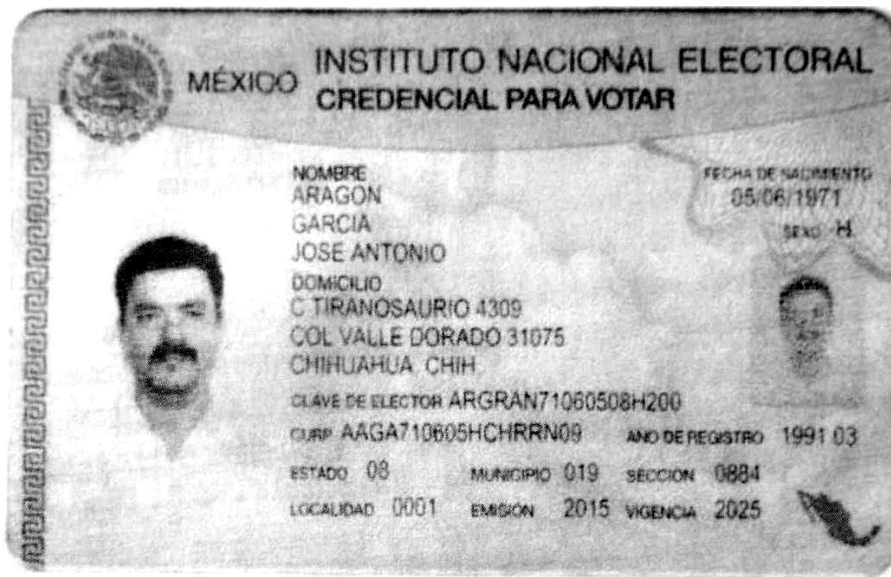 MÉXICO INSTITUTO NACIONAL ELECTORAL
CREDENCIAL PARA VOTAR
NOMBRE
ARAGON
GARCIA
JOSE ANTONIO
FECHA DE NACIMIENTO
05/06/1971
SEXO H
DOMICILIO
C TIRANOSAURIO 4309
COL VALLE DORADO 31075
CHIHUAHUA, CHIH.
CLAVE DE ELECTOR ARGRAN71060508H200
CURP AAGA710605HCHRRN09 AÑO DE REGISTRO 1991 03
ESTADO 08 MUNICIPIO 019 SECCION 0884
LOCALIDAD 0001 EMISIÓN 2015 VIGENCIA 2025